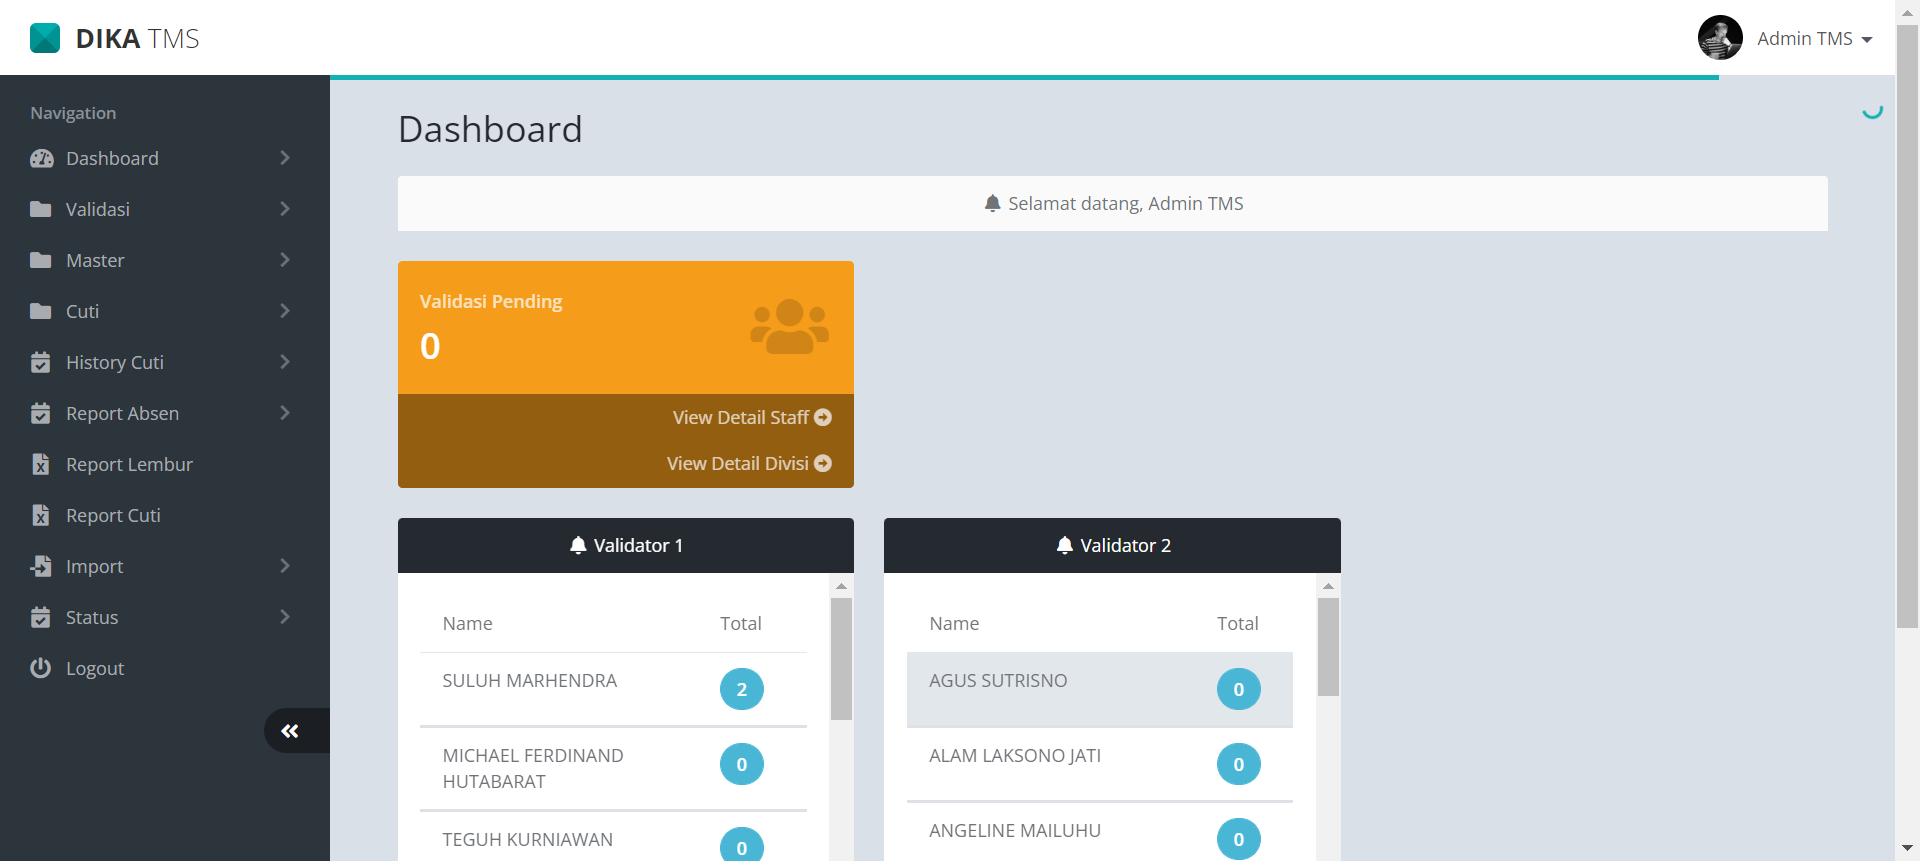 DIKA TMS
Admin TMS
Navigation
Dashboard
Validasi
Master
Cuti
History Cuti
Report Absen
Report Lembur
Report Cuti
Import
Status
Logout
Dashboard
Selamat datang, Admin TMS
Validasi Pending
0
View Detail Staff
View Detail Divisi
Validator 1
Name Total
SULUH MARHENDRA 2
MICHAEL FERDINAND
HUTABARAT 0
TEGUH KURNIAWAN 0
Validator 2
Name Total
AGUS SUTRISNO 0
ALAM LAKSONO JATI 0
ANGELINE MAILUHU 0